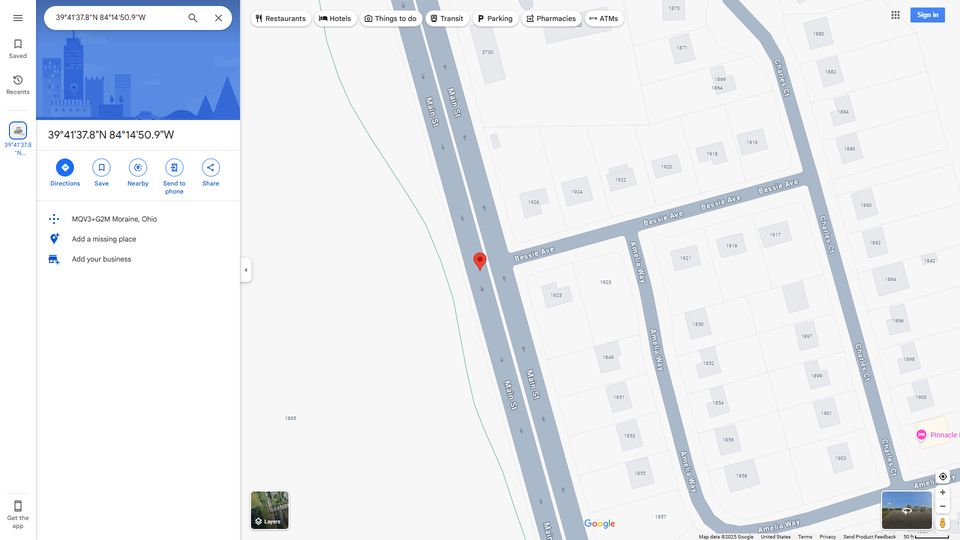 39°41'37.8"N 84°14'50.9"W
Restaurants
Hotels
Things to do
Transit
Parking
Pharmacies
ATMs
Sign in
Saved
Recents
39°41'37.8
"N...
39°41'37.8"N 84°14'50.9"W
Directions
Save
Nearby
Send to
phone
Share
MQV3+G2M Moraine, Ohio
Add a missing place
Add your business
Get the
app
1873
3730
1871
1880
1869
1864
1882
Charles Ct
Main St
Main St
1884
1886
1916
1918
1920
1922
1924
1926
Bessie Ave
Bessie Ave
Bessie Ave
Bessie Ave
1890
Charles Ct
1892
1842
1894
1917
1919
1921
Amelia Way
1923
1925
1896
1850
1897
1849
Amelia Way
1852
1898
1899
Charles Ct
Main St
Main St
1851
1854
1900
1901
Pinnacle
1853
1856
1855
1858
1903
Charles Ct
Amelia Way
1895
1857
Amelia Way
Main
Layers
Google
Map data ©2025 Google
United States
Terms
Privacy
Send Product Feedback
50 ft